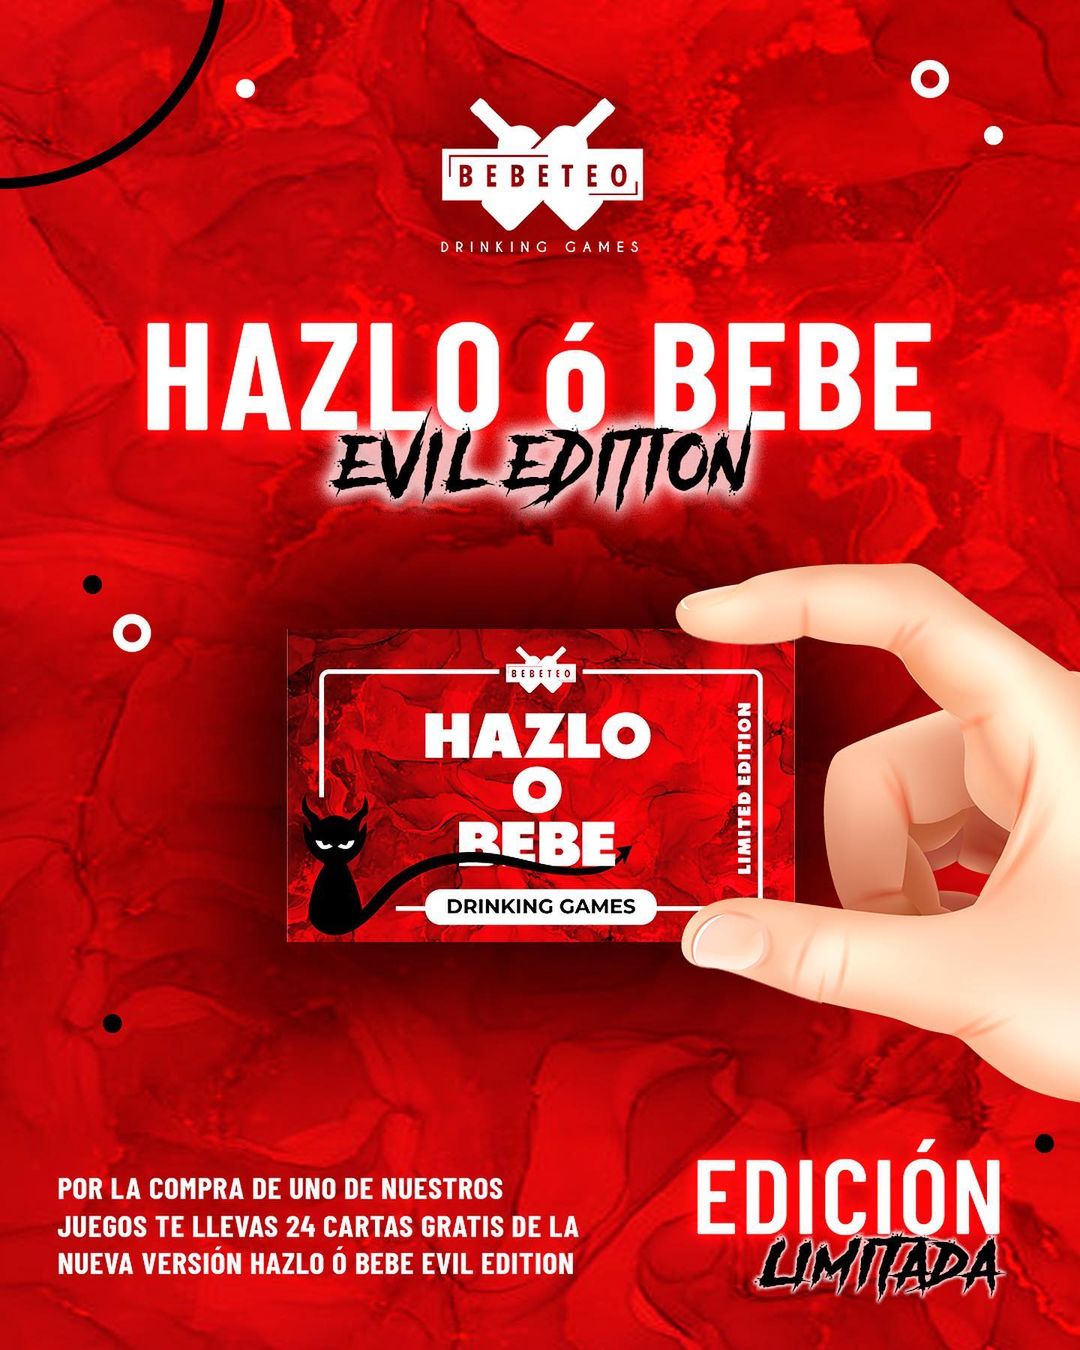 BEBETEO
DRINKING GAMES
HAZLO ó BEBE
EVIL EDITION
BEBETEO
HAZLO
O
BEBE
DRINKING GAMES
LIMITED EDITION
POR LA COMPRA DE UNO DE NUESTROS
JUEGOS TE LLEVAS 24 CARTAS GRATIS DE LA
NUEVA VERSIÓN HAZLO Ó BEBE EVIL EDITION
EDICIÓN
LIMITADA